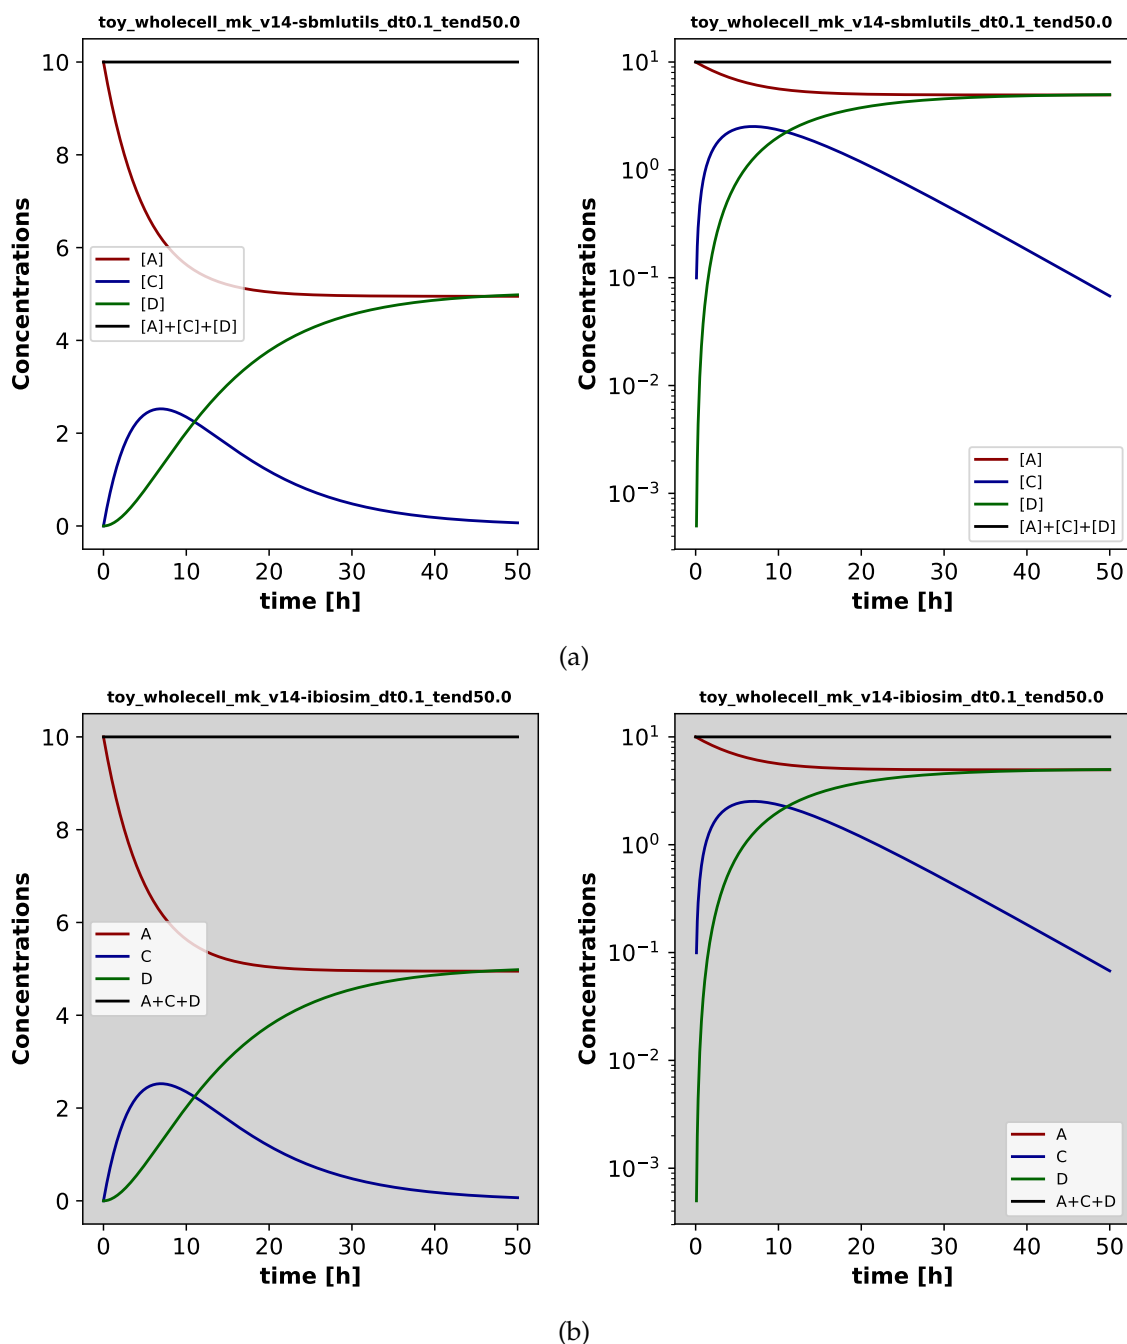 toy_wholecell_mk_v14-sbmlutils_dt0.1_tend50.0
10
8
6
4
2
0
Concentrations
[A]
[C]
[D]
[A]+[C]+[D]
0 10 20 30 40 50
time [h]
toy_wholecell_mk_v14-sbmlutils_dt0.1_tend50.0
10^1
10^0
10^-1
10^-2
10^-3
Concentrations
[A]
[C]
[D]
[A]+[C]+[D]
0 10 20 30 40 50
time [h]
(a)
toy_wholecell_mk_v14-ibiosim_dt0.1_tend50.0
10
8
6
4
2
0
Concentrations
A
C
D
A+C+D
0 10 20 30 40 50
time [h]
toy_wholecell_mk_v14-ibiosim_dt0.1_tend50.0
10^1
10^0
10^-1
10^-2
10^-3
Concentrations
A
C
D
A+C+D
0 10 20 30 40 50
time [h]
(b)